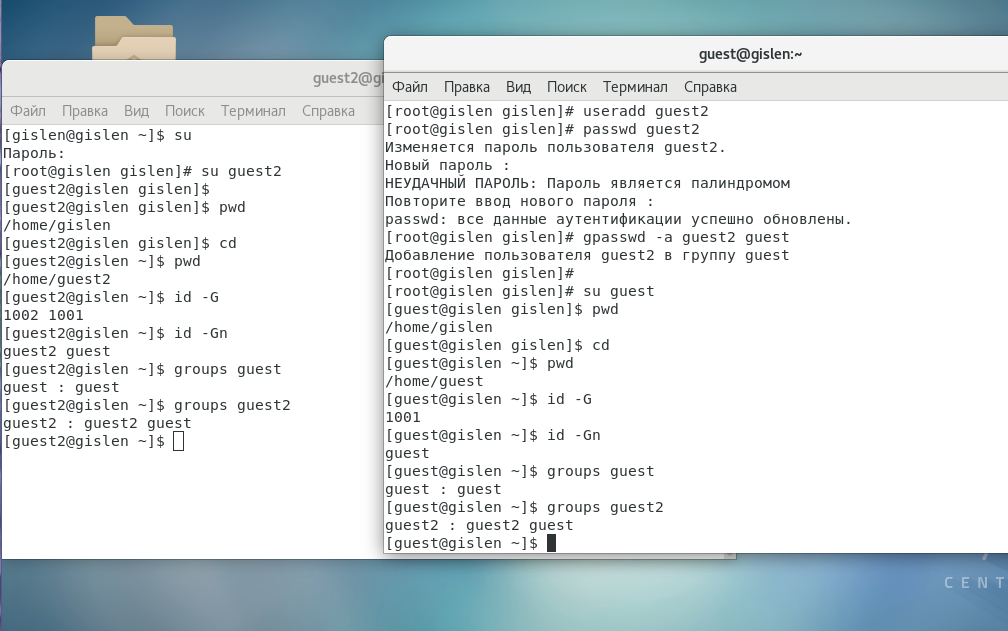 guest2@gi
Файл Правка Вид Поиск Терминал Справка
[gislen@gislen ~]$ su
Пароль:
[root@gislen gislen]# su guest2
[guest2@gislen gislen]$
[guest2@gislen gislen]$ pwd
/home/gislen
[guest2@gislen gislen]$ cd
[guest2@gislen ~]$ pwd
/home/guest2
[guest2@gislen ~]$ id -G
1002 1001
[guest2@gislen ~]$ id -Gn
guest2 guest
[guest2@gislen ~]$ groups guest
guest : guest
[guest2@gislen ~]$ groups guest2
guest2 : guest2 guest
[guest2@gislen ~]$
guest@gislen:~
Файл Правка Вид Поиск Терминал Справка
[root@gislen gislen]# useradd guest2
[root@gislen gislen]# passwd guest2
Изменяется пароль пользователя guest2.
Новый пароль :
НЕУДАЧНЫЙ ПАРОЛЬ: Пароль является палиндромом
Повторите ввод нового пароля :
passwd: все данные аутентификации успешно обновлены.
[root@gislen gislen]# gpasswd -a guest2 guest
Добавление пользователя guest2 в группу guest
[root@gislen gislen]#
[root@gislen gislen]# su guest
[guest@gislen gislen]$ pwd
/home/gislen
[guest@gislen gislen]$ cd
[guest@gislen ~]$ pwd
/home/guest
[guest@gislen ~]$ id -G
1001
[guest@gislen ~]$ id -Gn
guest
[guest@gislen ~]$ groups guest
guest : guest
[guest@gislen ~]$ groups guest2
guest2 : guest2 guest
[guest@gislen ~]$
CENT